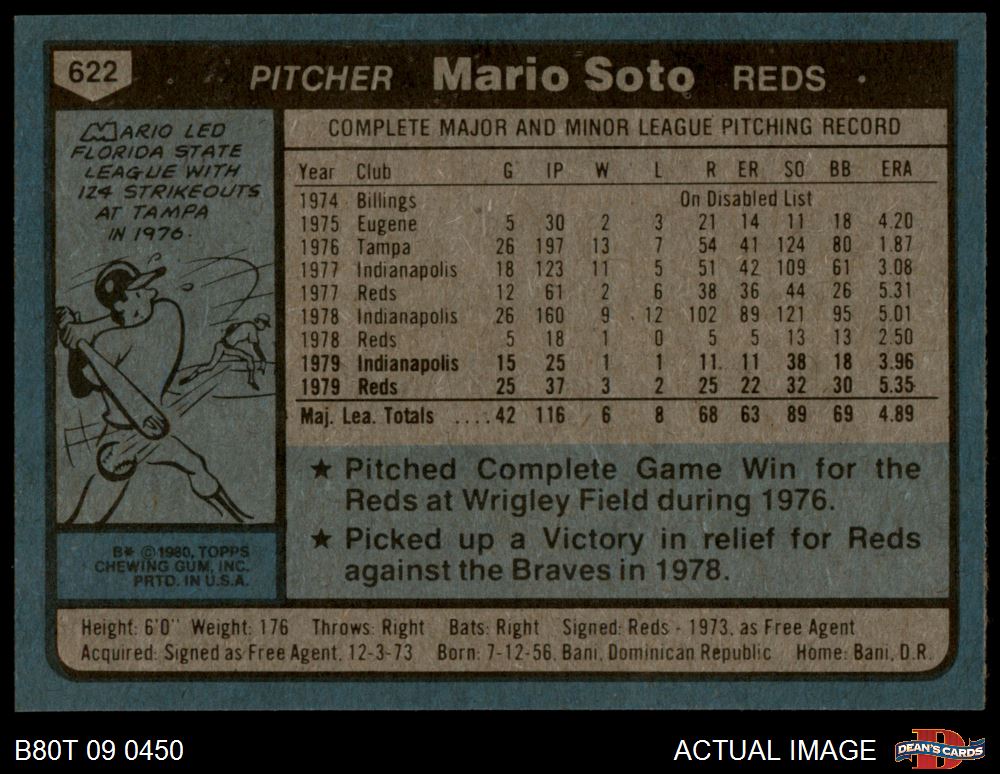 622 PITCHER Mario Soto REDS
MARIO LED
FLORIDA STATE
LEAGUE WITH
124 STRIKEOUTS
AT TAMPA
IN 1976.
COMPLETE MAJOR AND MINOR LEAGUE PITCHING RECORD
Year Club G IP W L R ER SO BB ERA
1974 Billings On Disabled List
1975 Eugene 5 30 2 3 21 14 11 18 4.20
1976 Tampa 26 197 13 7 54 41 124 80 1.87
1977 Indianapolis 18 123 11 5 51 42 109 61 3.08
1977 Reds 12 61 2 6 38 36 44 26 5.31
1978 Indianapolis 26 160 9 12 102 89 121 95 5.01
1978 Reds 5 18 1 0 5 5 13 13 2.50
1979 Indianapolis 15 25 1 1 11 11 38 18 3.96
1979 Reds 25 37 3 2 25 22 32 30 5.35
Maj. Lea. Totals ....42 116 6 8 68 63 89 69 4.89
★ Pitched Complete Game Win for the
Reds at Wrigley Field during 1976.
★ Picked up a Victory in relief for Reds
against the Braves in 1978.
B* ©1980, TOPPS
CHEWING GUM, INC.
PRTD. IN U.S.A.
Height: 6'0" Weight: 176 Throws: Right Bats: Right Signed: Reds - 1973, as Free Agent
Acquired: Signed as Free Agent, 12-3-73 Born: 7-12-56, Bani, Dominican Republic Home: Bani, D.R.
B80T 09 0450
ACTUAL IMAGE
D
DEAN'S CARDS